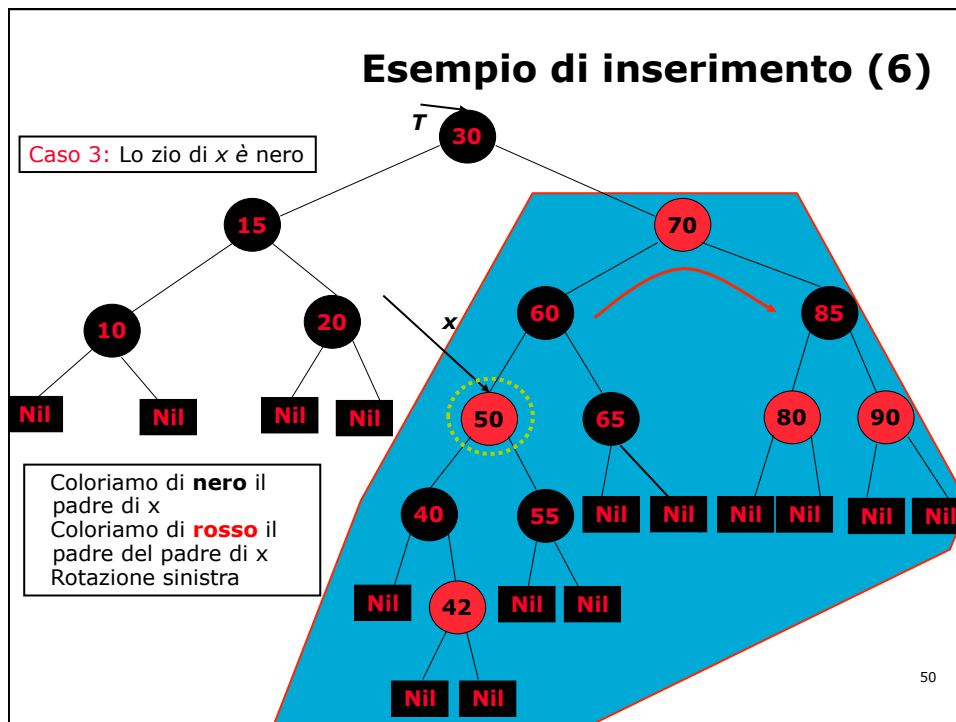 Esempio di inserimento (6)
T
30
Caso 3: Lo zio di x è nero
15
70
10
20
x
60
85
Nil
Nil
Nil
Nil
50
65
80
90
Coloriamo di nero il
padre di x
Coloriamo di rosso il
padre del padre di x
Rotazione sinistra
40
55
Nil
Nil
Nil
Nil
Nil
Nil
Nil
42
Nil
Nil
Nil
Nil
50